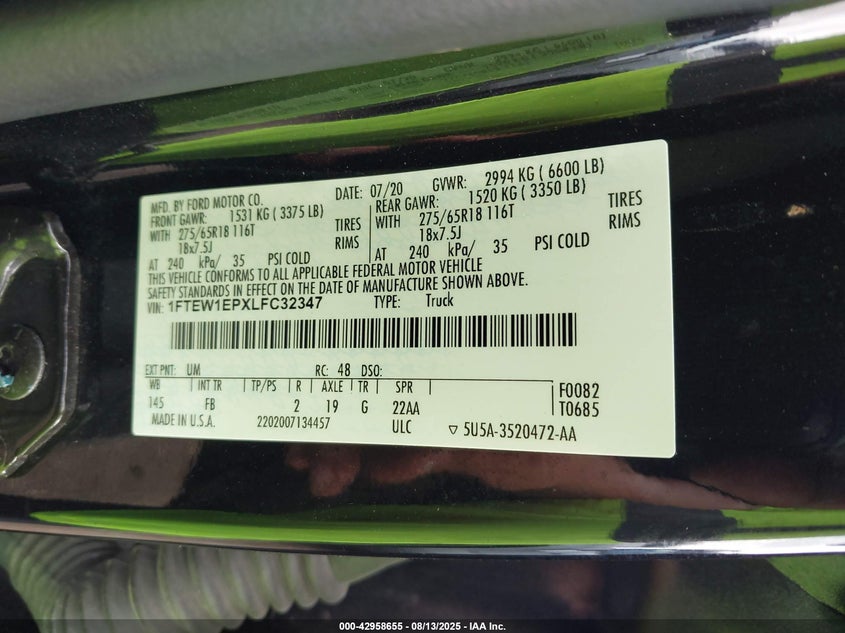 MFD. BY FORD MOTOR CO. DATE: 07/20 GVWR: 2994 KG ( 6600 LB)
FRONT GAWR: 1531 KG ( 3375 LB) REAR GAWR: 1520 KG ( 3350 LB)
WITH 275/65R18 116T TIRES WITH 275/65R18 116T TIRES
18x7.5J RIMS 18x7.5J RIMS
AT 240 kPa/ 35 PSI COLD AT 240 kPa/ 35 PSI COLD
THIS VEHICLE CONFORMS TO ALL APPLICABLE FEDERAL MOTOR VEHICLE
SAFETY STANDARDS IN EFFECT ON THE DATE OF MANUFACTURE SHOWN ABOVE.
VIN: 1FTEW1EPXLFC32347 TYPE: Truck
EXT PNT: UM RC: 48 DSO:
WB INT TR TP/PS R AXLE TR SPR
145 FB 2 19 G 22AA F0082
T0685
MADE IN U.S.A. 2202007134457 ULC ▽ 5U5A-3520472-AA
000-42958655 - 08/13/2025 - IAA Inc.